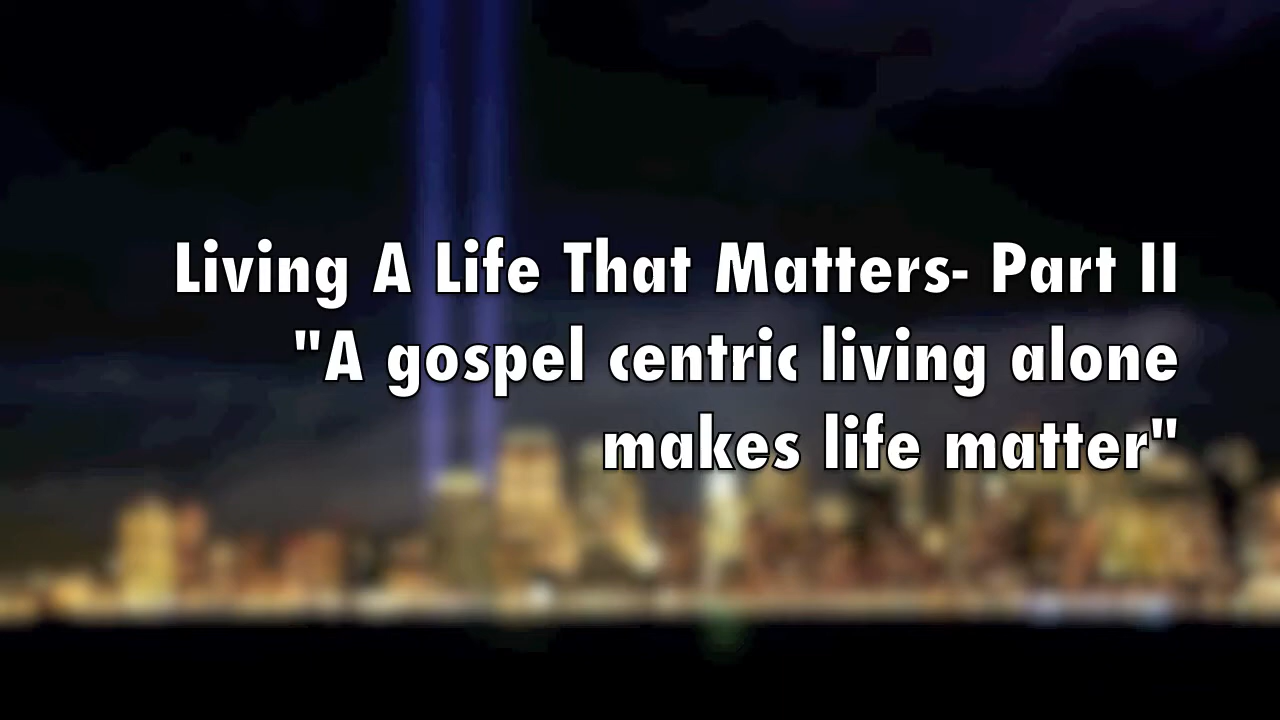 Living A Life That Matters- Part II
"A gospel centric living alone
makes life matter"